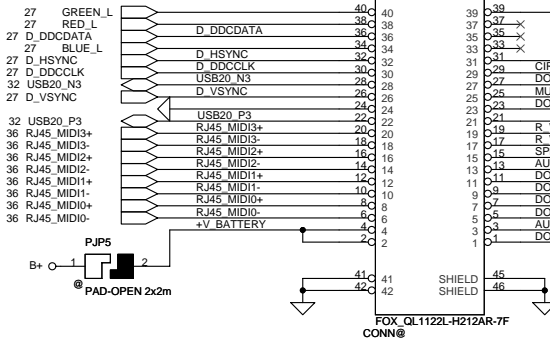 27 GREEN_L 40 40 39 39
27 RED_L 38 38 37 37
27 D_DDCDATA D_DDCDATA 36 36 35 35
27 BLUE_L 34 34 33 33
27 D_HSYNC D_HSYNC 32 32 31 31
27 D_DDCCLK D_DDCCLK 30 30 29 29
32 USB20_N3 USB20_N3 28 28 27 27
27 D_VSYNC D_VSYNC 26 26 25 25
24 24 23 23
32 USB20_P3 USB20_P3 22 22 21 21
36 RJ45_MIDI3+ RJ45_MIDI3+ 20 20 19 19
36 RJ45_MIDI3- RJ45_MIDI3- 18 18 17 17
36 RJ45_MIDI2+ RJ45_MIDI2+ 16 16 15 15
36 RJ45_MIDI2- RJ45_MIDI2- 14 14 13 13
36 RJ45_MIDI1+ RJ45_MIDI1+ 12 12 11 11
36 RJ45_MIDI1- RJ45_MIDI1- 10 10 9 9
36 RJ45_MIDI0+ RJ45_MIDI0+ 8 8 7 7
36 RJ45_MIDI0- RJ45_MIDI0- 6 6 5 5
+V_BATTERY 4 4 3 3
2 2 1 1
PJP5
B+ 1 2
@ PAD-OPEN 2x2m
41 41 SHIELD 45
42 42 SHIELD 46
FOX_QL1122L-H212AR-7F
CONN@